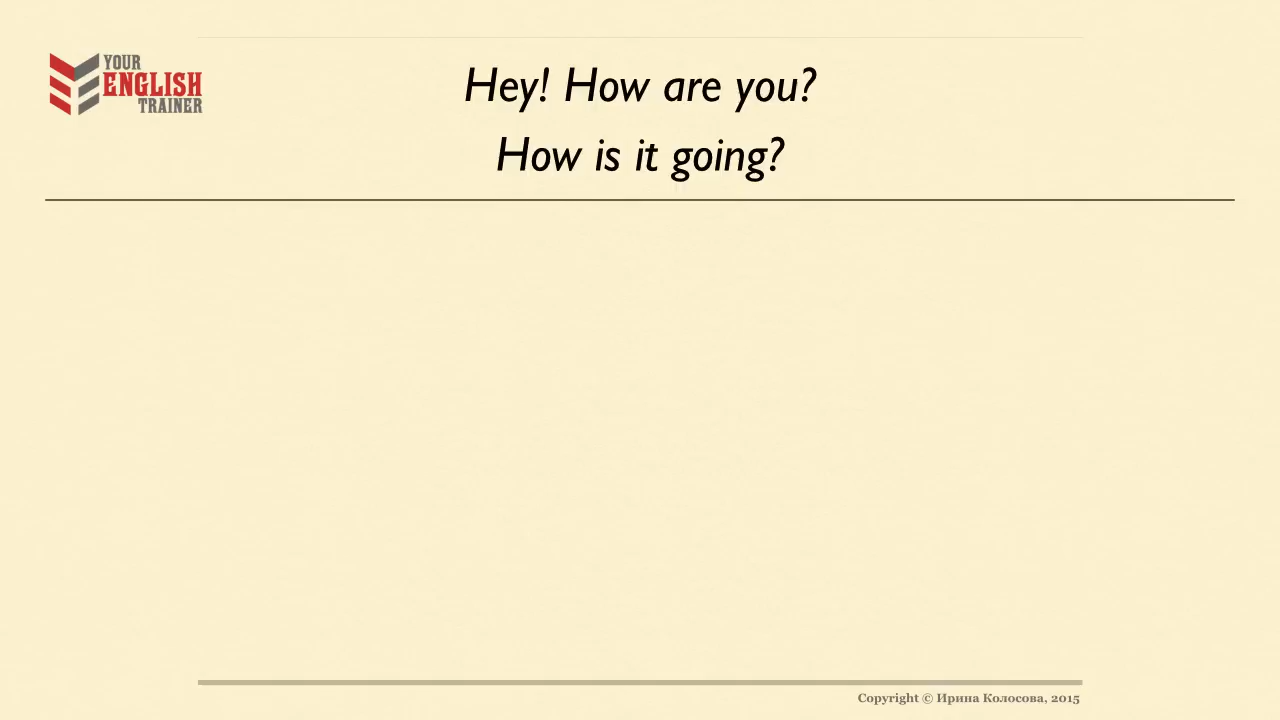 YOUR
ENGLISH
TRAINER
Hey! How are you?
How is it going?
Copyright © Ирина Колосова, 2015